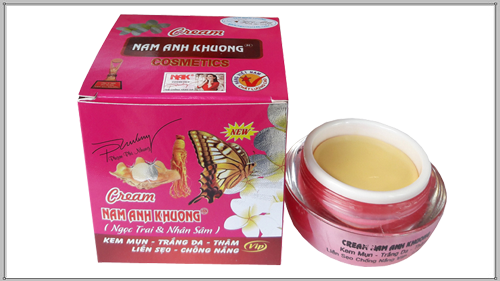 Cream
NAM ANH KHUONG®
COSMETICS
NAK
NEW
Cream
NAM ANH KHUONG®
(Ngọc Trai & Nhân Sâm)
KEM MỤN - TRẮNG DA - THÂM
LIỀN SẸO - CHỐNG NẮNG
Vip
CREAM NAM ANH KHUONG
Kem Mụn - Trắng Da
Liền Sẹo Chống Nắng